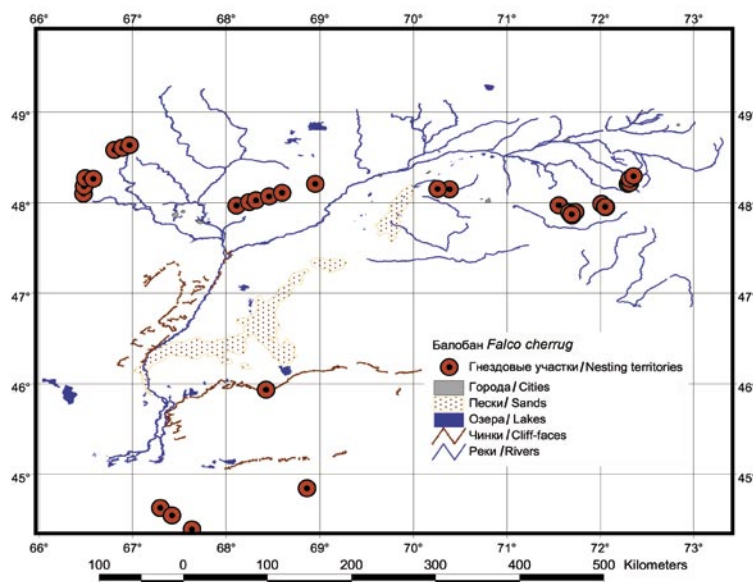 66° 67° 68° 69° 70° 71° 72° 73°
49° 49°
48° 48°
47° 47°
46° 46°
45° 45°
Балобан Falco cherrug
Гнездовые участки / Nesting territories
Города / Cities
Пески / Sands
Озера / Lakes
Чинки / Cliff-faces
Реки / Rivers
66° 67° 68° 69° 70° 71° 72° 73°
100 0 100 200 300 400 500 Kilometers